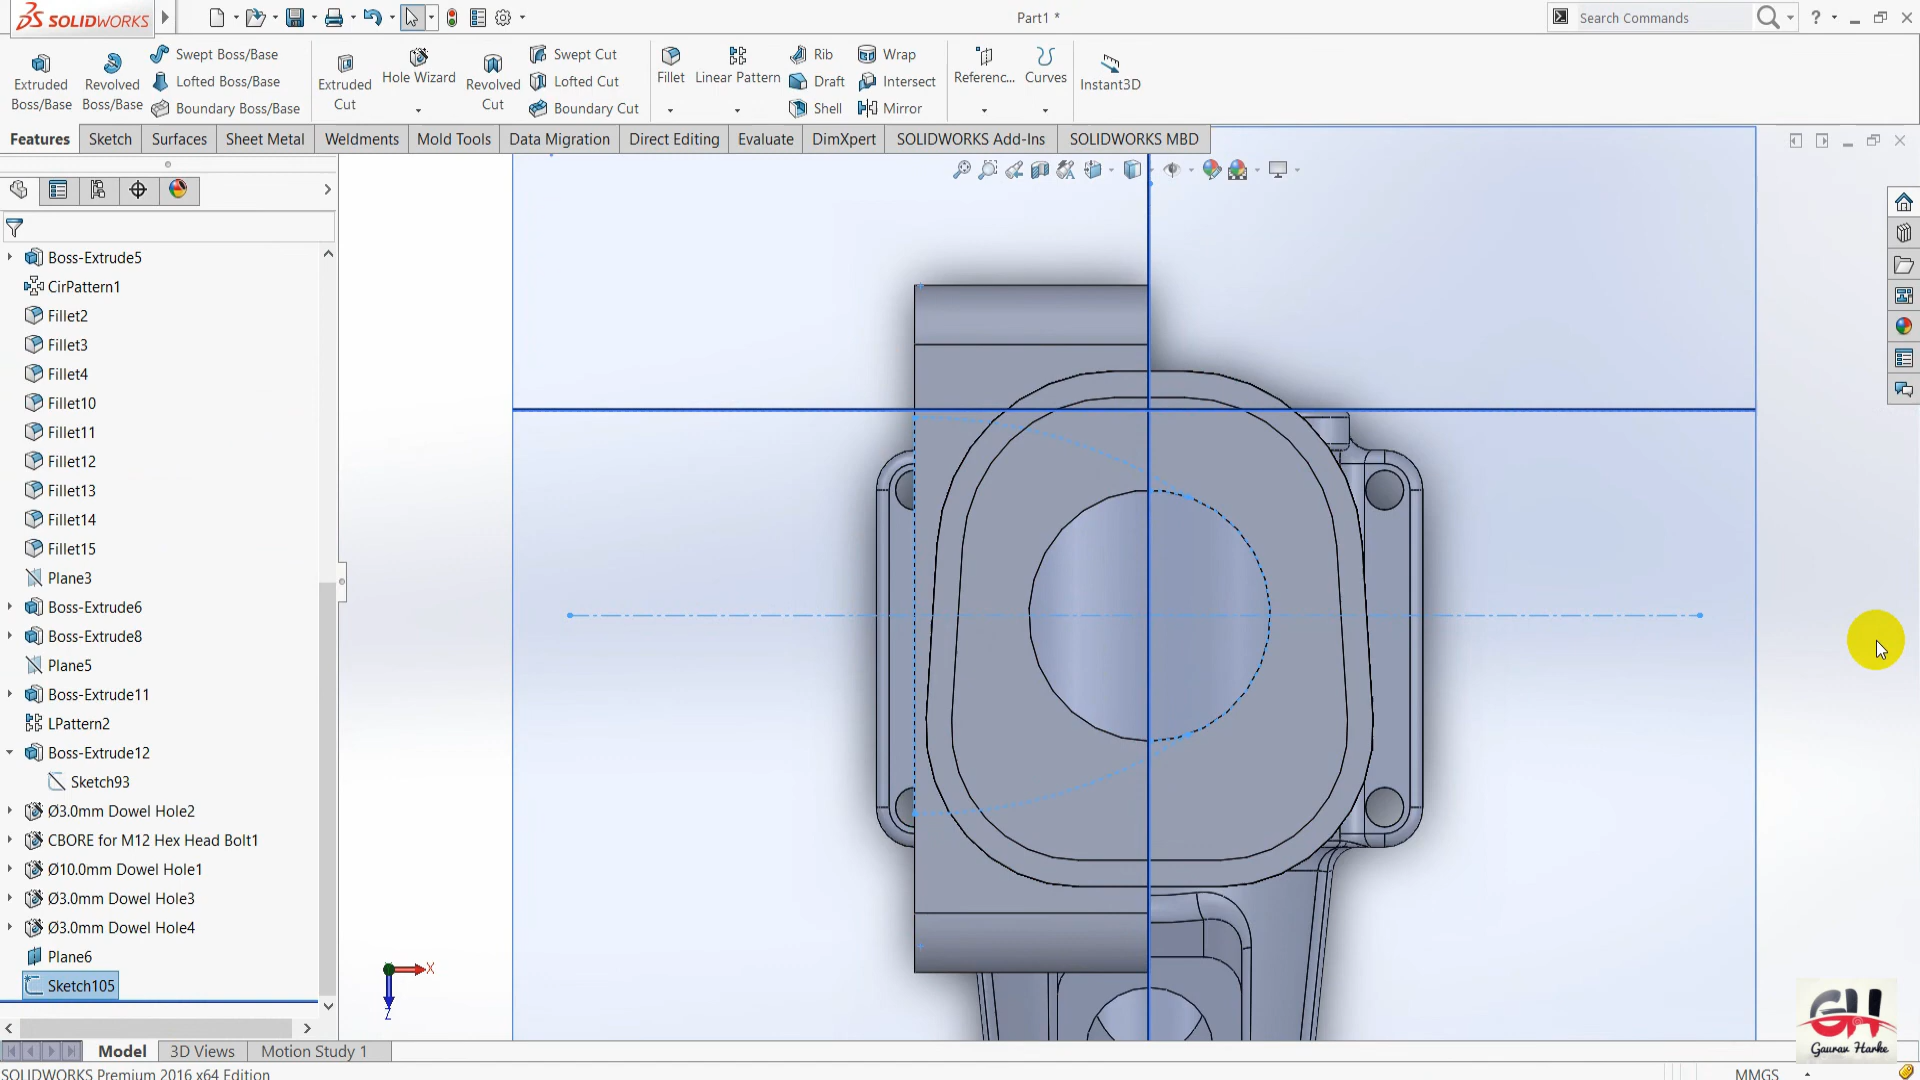 SOLIDWORKS
Part1 *
Search Commands
Extruded Boss/Base
Revolved Boss/Base
Swept Boss/Base
Lofted Boss/Base
Boundary Boss/Base
Extruded Cut
Hole Wizard
Revolved Cut
Swept Cut
Lofted Cut
Boundary Cut
Fillet
Linear Pattern
Rib
Draft
Shell
Wrap
Intersect
Mirror
Referenc...
Curves
Instant3D
Features
Sketch
Surfaces
Sheet Metal
Weldments
Mold Tools
Data Migration
Direct Editing
Evaluate
DimXpert
SOLIDWORKS Add-Ins
SOLIDWORKS MBD
Boss-Extrude5
CirPattern1
Fillet2
Fillet3
Fillet4
Fillet10
Fillet11
Fillet12
Fillet13
Fillet14
Fillet15
Plane3
Boss-Extrude6
Boss-Extrude8
Plane5
Boss-Extrude11
LPattern2
Boss-Extrude12
Sketch93
Ø3.0mm Dowel Hole2
CBORE for M12 Hex Head Bolt1
Ø10.0mm Dowel Hole1
Ø3.0mm Dowel Hole3
Ø3.0mm Dowel Hole4
Plane6
Sketch105
X
Z
GH
Gaurav Harke
Model
3D Views
Motion Study 1
SOLIDWORKS Premium 2016 x64 Edition
MMGS